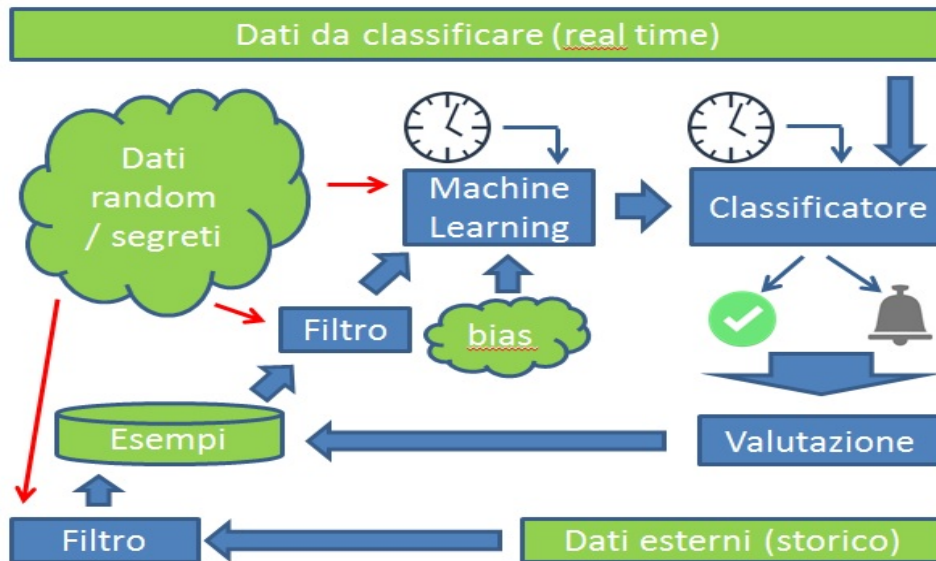 Dati da classificare (real time)
Dati
random
/ segreti
Machine
Learning
Classificatore
Filtro
bias
Esempi
Valutazione
Filtro
Dati esterni (storico)